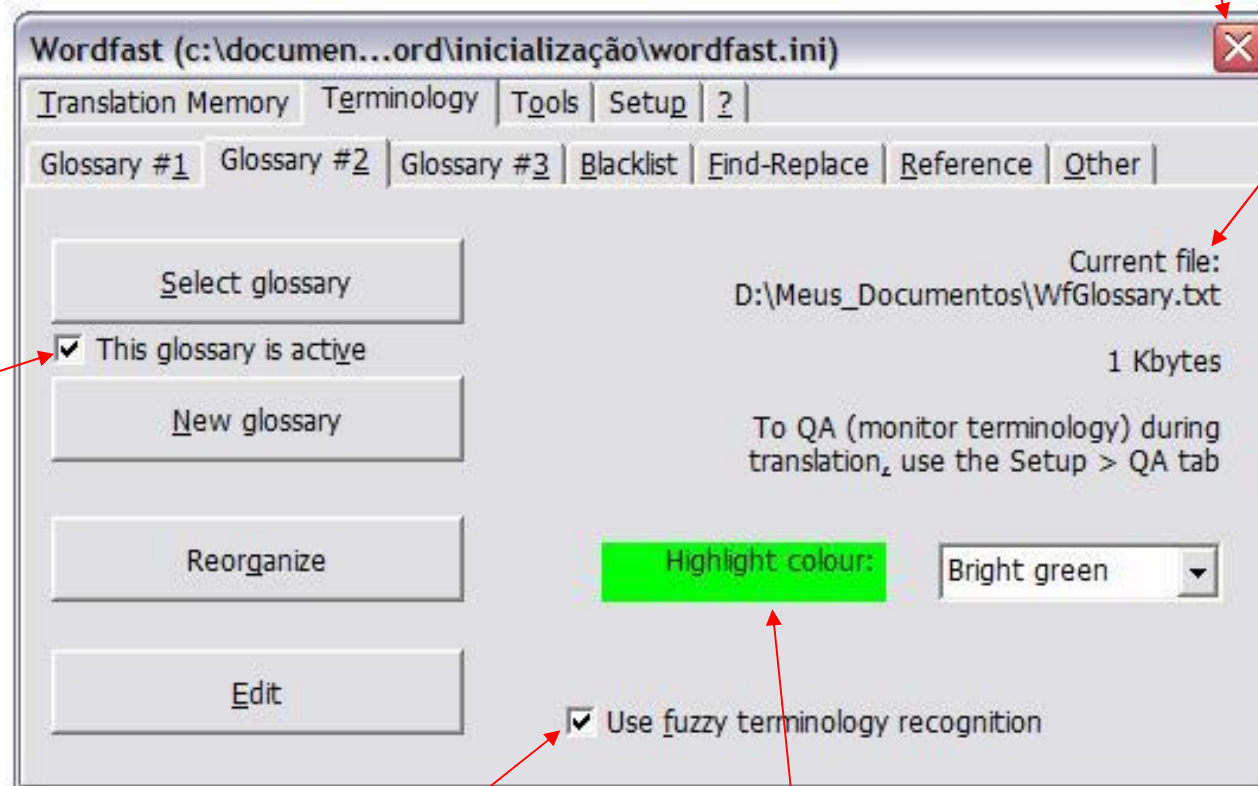 Wordfast (c:\documen...ord\inicialização\wordfast.ini)
Translation Memory Terminology Tools Setup ?
Glossary #1 Glossary #2 Glossary #3 Blacklist Find-Replace Reference Other
Select glossary
Current file:
D:\Meus_Documentos\WfGlossary.txt
This glossary is active
1 Kbytes
New glossary
To QA (monitor terminology) during
translation, use the Setup > QA tab
Reorganize
Highlight colour: Bright green
Edit
Use fuzzy terminology recognition